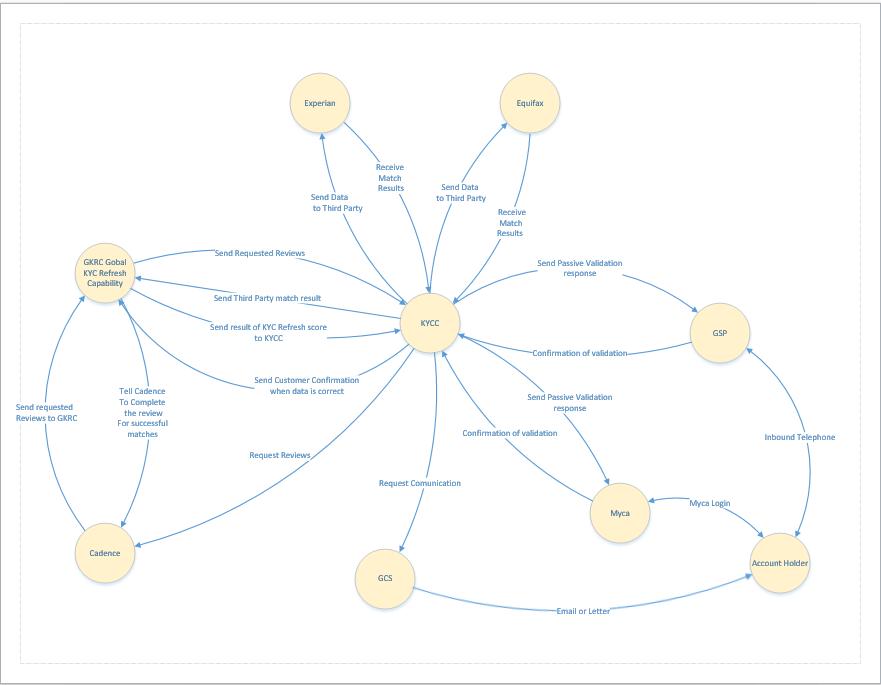 Experian
Equifax
Receive
Match
Results
Send Data
to Third Party
Send Data
to Third Party
Receive
Match
Results
GKRC Gobal
KYC Refresh
Capability
Send Requested Reviews
Send Passive Validation
response
Send Third Party match result
KYCC
GSP
Send result of KYC Refresh score
to KYCC
Confirmation of validation
Send Customer Confirmation
when data is correct
Tell Cadence
To Complete
the review
For successful
matches
Send requested
Reviews to GKRC
Send Passive Validation
response
Confirmation of validation
Inbound Telephone
Request Reviews
Request Comunication
Myca
Myca Login
Cadence
GCS
Account Holder
Email or Letter